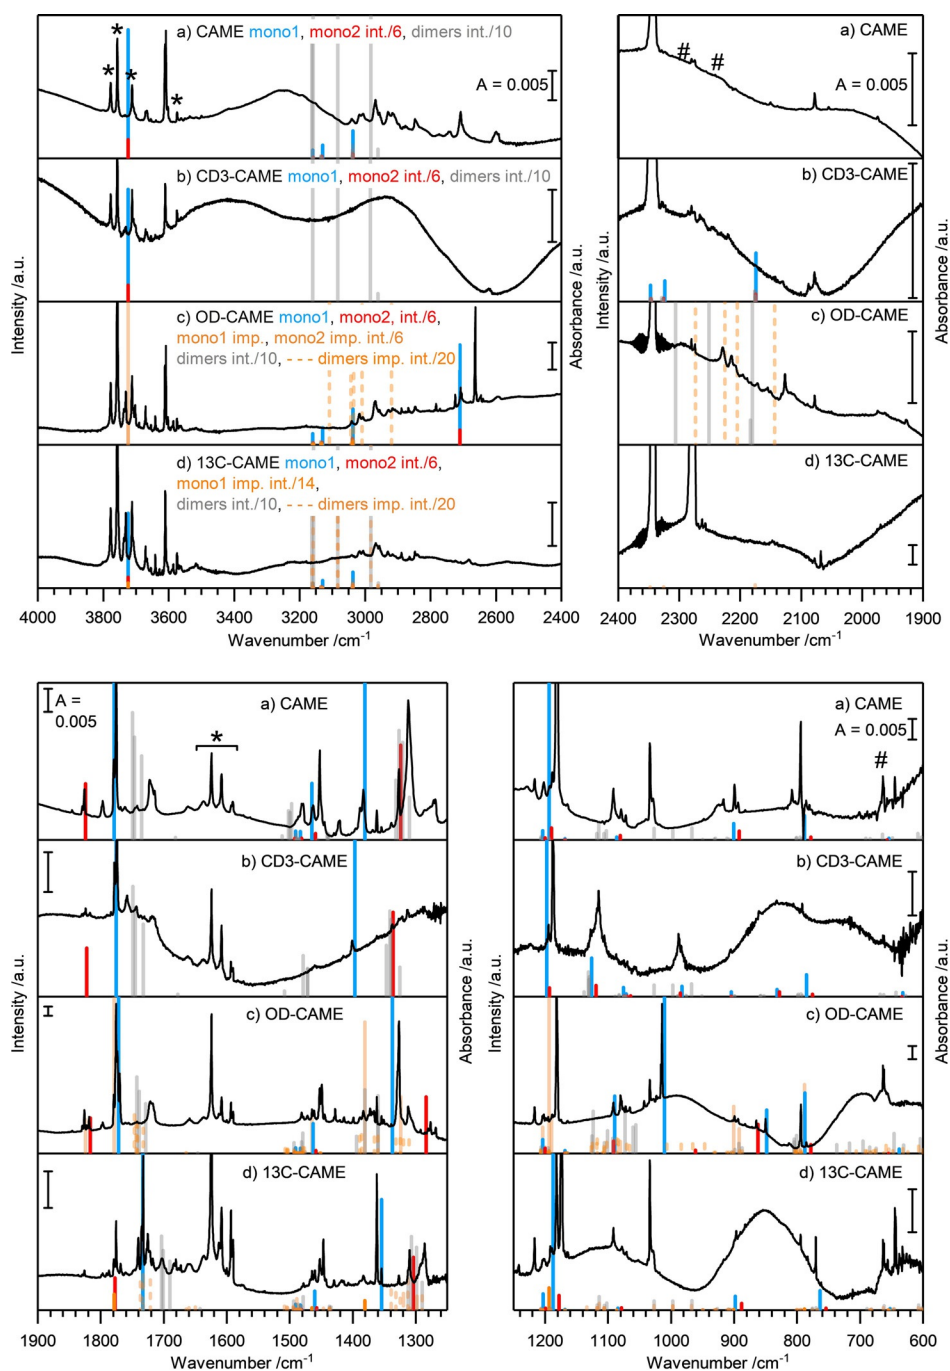 a) CAME mono1, mono2 int./6, dimers int./10
*
*
*
*
A = 0.005
b) CD3-CAME mono1, mono2 int./6, dimers int./10
c) OD-CAME mono1, mono2, int./6,
mono1 imp., mono2 imp. int./6
dimers int./10, --- dimers imp. int./20
d) 13C-CAME mono1, mono2 int./6,
mono1 imp. int./14,
dimers int./10, --- dimers imp. int./20
Intensity /a.u.
Absorbance /a.u.
4000 3800 3600 3400 3200 3000 2800 2600 2400
Wavenumber /cm⁻¹
a) CAME
#
#
A = 0.005
b) CD3-CAME
c) OD-CAME
d) 13C-CAME
Intensity /a.u.
Absorbance /a.u.
2400 2300 2200 2100 2000 1900
Wavenumber /cm⁻¹
A =
0.005
a) CAME
*
b) CD3-CAME
c) OD-CAME
d) 13C-CAME
Intensity /a.u.
Absorbance /a.u.
1900 1800 1700 1600 1500 1400 1300
Wavenumber /cm⁻¹
a) CAME
A = 0.005
#
b) CD3-CAME
c) OD-CAME
d) 13C-CAME
Intensity /a.u.
Absorbance /a.u.
1200 1100 1000 900 800 700 600
Wavenumber /cm⁻¹